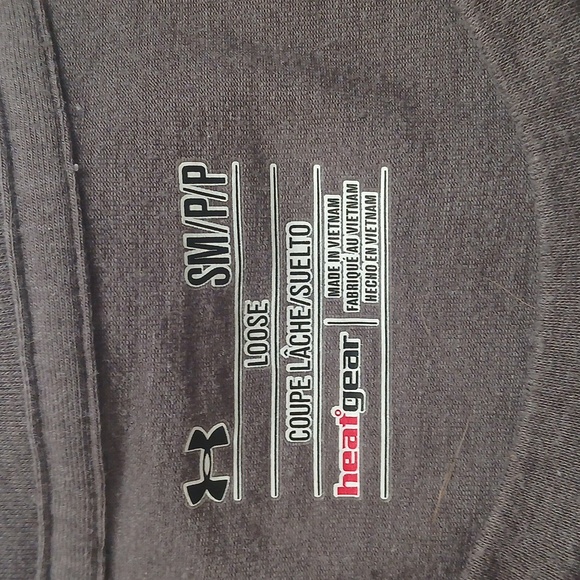 SM/P/P
LOOSE
COUPE LÂCHE/SUELTO
heatgear
MADE IN VIETNAM
FABRIQUÉ AU VIETNAM
HECHO EN VIETNAM